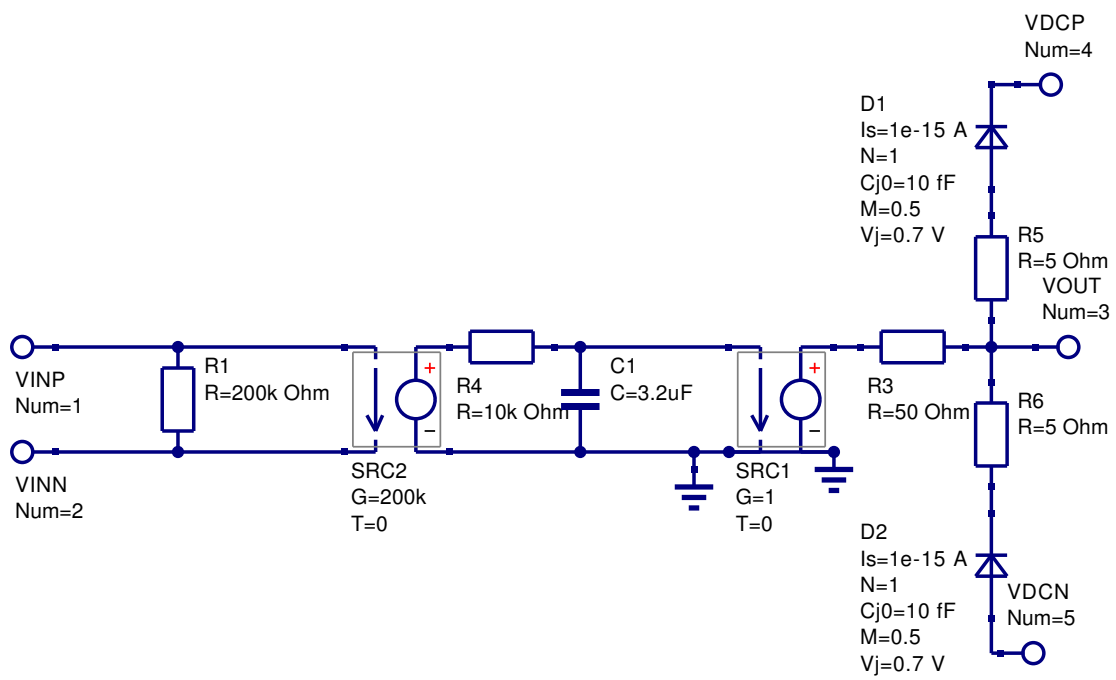 VDCP
Num=4
D1
Is=1e-15 A
N=1
Cj0=10 fF
M=0.5
Vj=0.7 V
R5
R=5 Ohm
VOUT
Num=3
VINP
Num=1
R1
R=200k Ohm
+
−
R4
R=10k Ohm
C1
C=3.2uF
+
−
R3
R=50 Ohm
R6
R=5 Ohm
VINN
Num=2
SRC2
G=200k
T=0
SRC1
G=1
T=0
D2
Is=1e-15 A
N=1
Cj0=10 fF
M=0.5
Vj=0.7 V
VDCN
Num=5